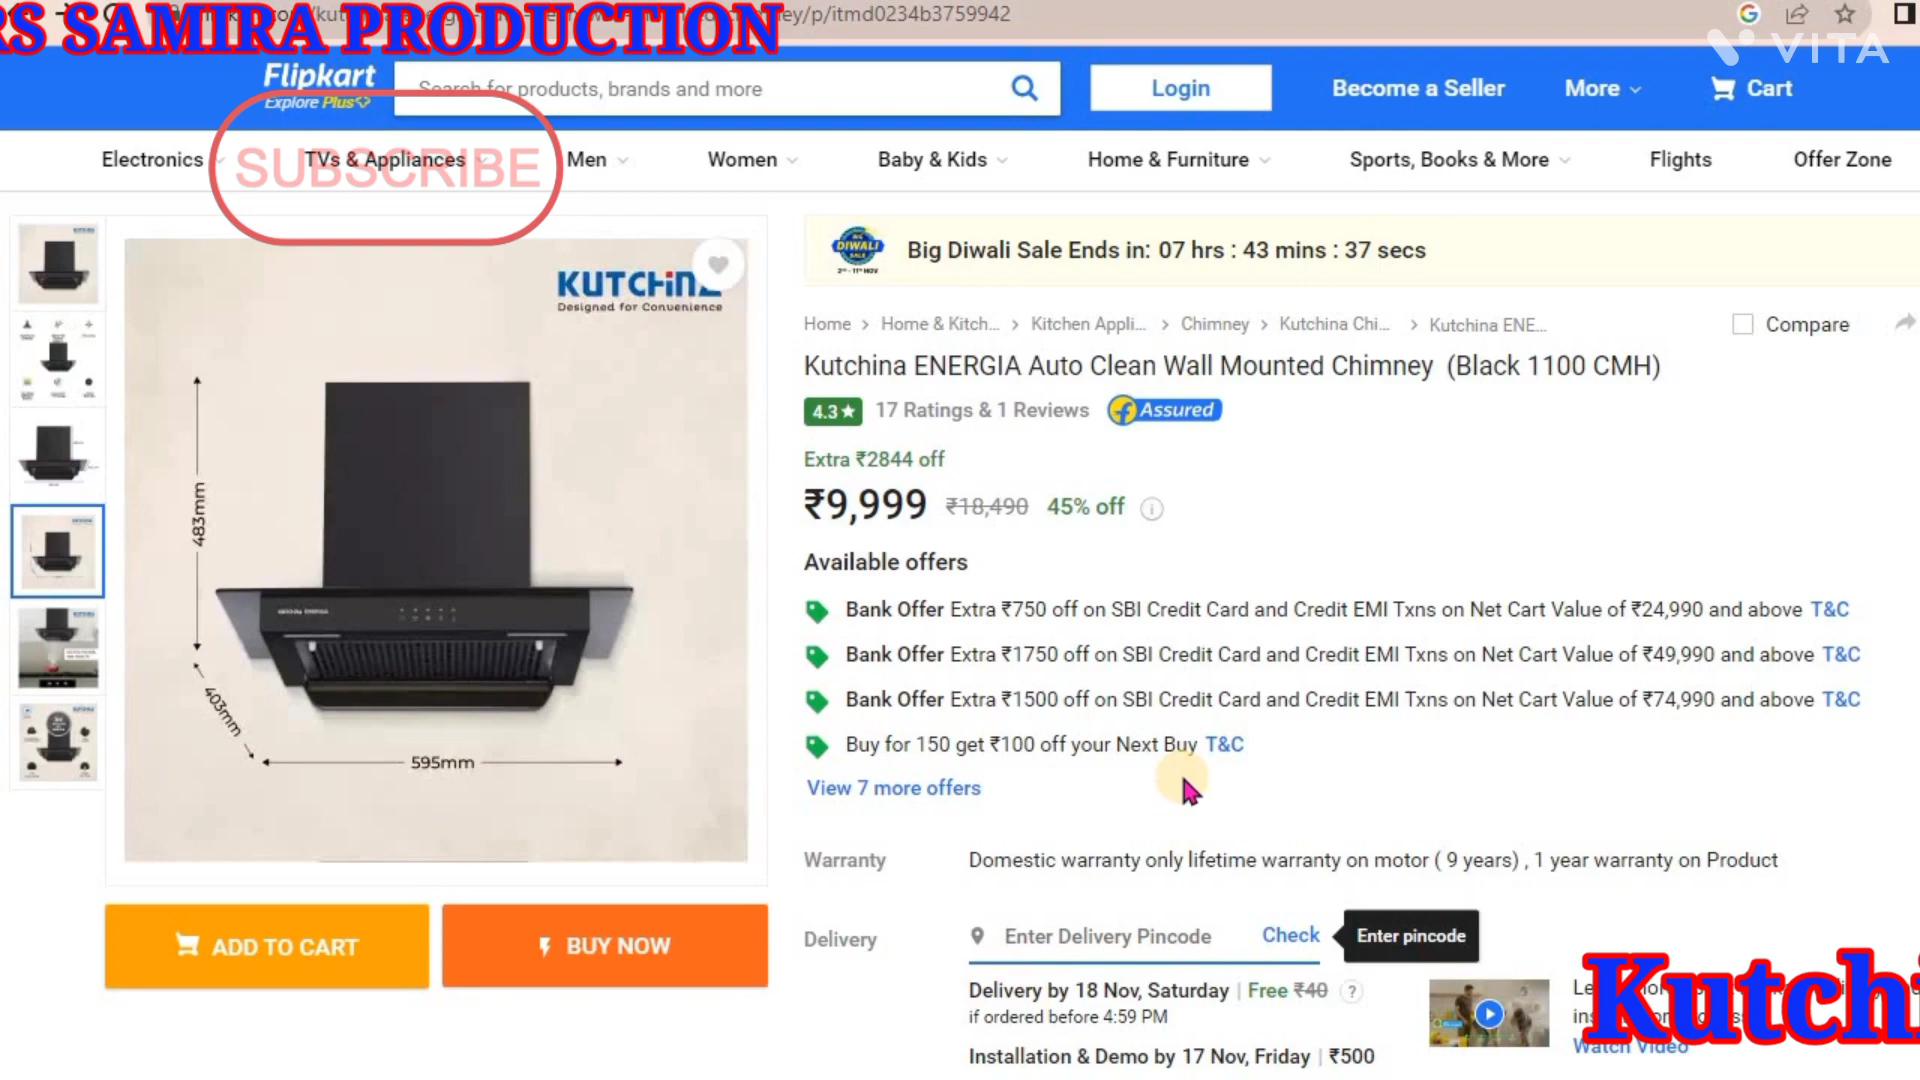 RS SAMIRA PRODUCTION
/p/itmd0234b3759942
VITA
Flipkart
Explore Plus
Search for products, brands and more
Login
Become a Seller
More
Cart
SUBSCRIBE
Electronics
TVs & Appliances
Men
Women
Baby & Kids
Home & Furniture
Sports, Books & More
Flights
Offer Zone
KUTCHINA
Designed for Convenience
483mm
403mm
595mm
BIG DIWALI SALE
Big Diwali Sale Ends in: 07 hrs : 43 mins : 37 secs
Home > Home & Kitch... > Kitchen Appli... > Chimney > Kutchina Chi... > Kutchina ENE...
Compare
Kutchina ENERGIA Auto Clean Wall Mounted Chimney (Black 1100 CMH)
4.3★ 17 Ratings & 1 Reviews Assured
Extra ₹2844 off
₹9,999 ₹18,490 45% off
Available offers
Bank Offer Extra ₹750 off on SBI Credit Card and Credit EMI Txns on Net Cart Value of ₹24,990 and above T&C
Bank Offer Extra ₹1750 off on SBI Credit Card and Credit EMI Txns on Net Cart Value of ₹49,990 and above T&C
Bank Offer Extra ₹1500 off on SBI Credit Card and Credit EMI Txns on Net Cart Value of ₹74,990 and above T&C
Buy for 150 get ₹100 off your Next Buy T&C
View 7 more offers
Warranty
Domestic warranty only lifetime warranty on motor ( 9 years) , 1 year warranty on Product
ADD TO CART
BUY NOW
Delivery
Enter Delivery Pincode
Check
Enter pincode
Delivery by 18 Nov, Saturday | Free ₹40 ?
if ordered before 4:59 PM
Installation & Demo by 17 Nov, Friday | ₹500
Watch Video
Kutchi